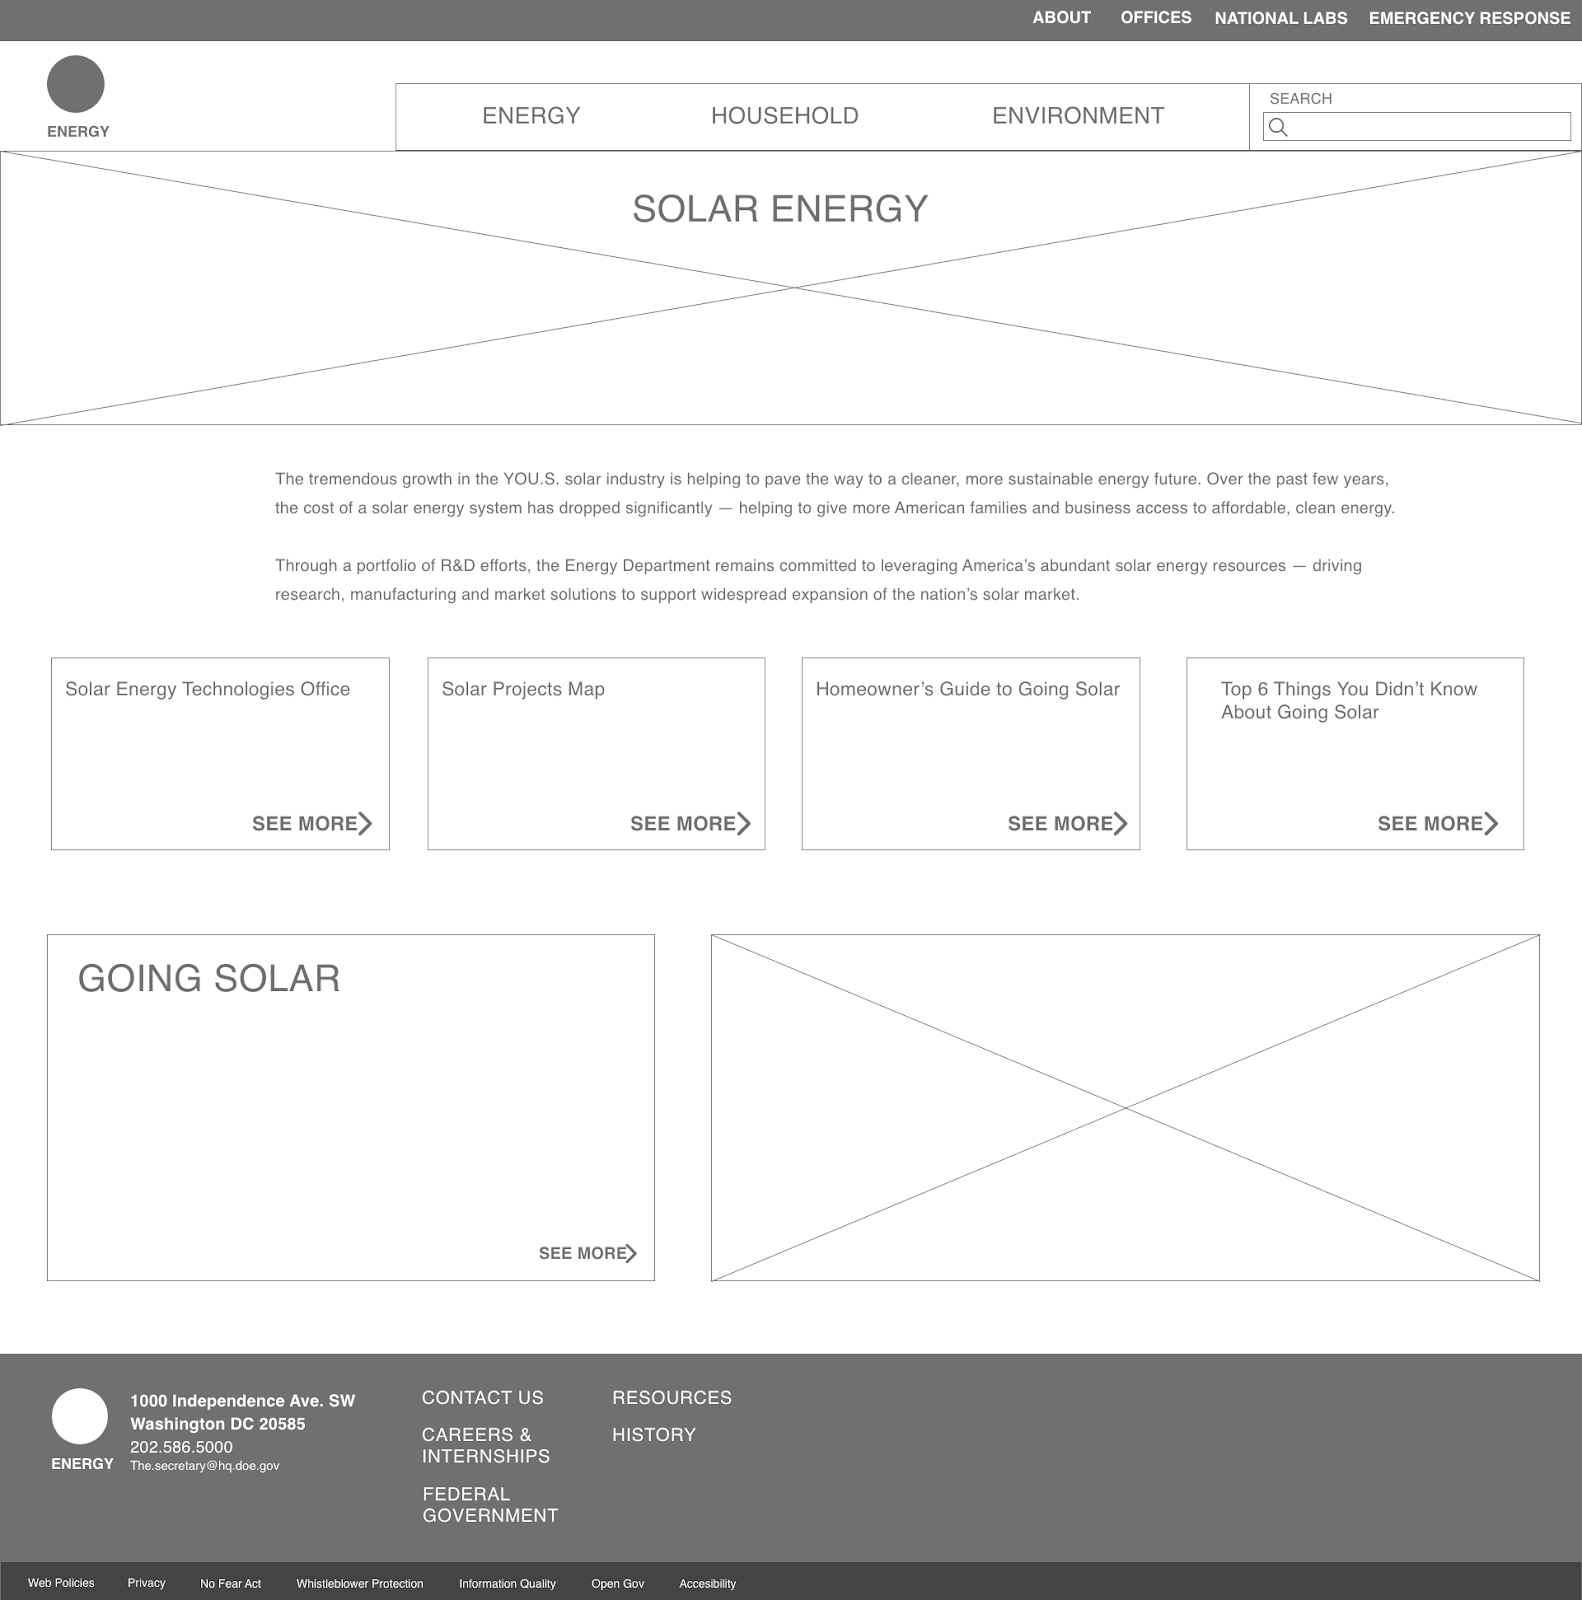 ABOUT OFFICES NATIONAL LABS EMERGENCY RESPONSE
ENERGY
ENERGY HOUSEHOLD ENVIRONMENT
SEARCH
SOLAR ENERGY
The tremendous growth in the YOU.S. solar industry is helping to pave the way to a cleaner, more sustainable energy future. Over the past few years,
the cost of a solar energy system has dropped significantly — helping to give more American families and business access to affordable, clean energy.
Through a portfolio of R&D efforts, the Energy Department remains committed to leveraging America’s abundant solar energy resources — driving
research, manufacturing and market solutions to support widespread expansion of the nation’s solar market.
Solar Energy Technologies Office
SEE MORE
Solar Projects Map
SEE MORE
Homeowner’s Guide to Going Solar
SEE MORE
Top 6 Things You Didn’t Know
About Going Solar
SEE MORE
GOING SOLAR
SEE MORE
ENERGY
1000 Independence Ave. SW
Washington DC 20585
202.586.5000
The.secretary@hq.doe.gov
CONTACT US
CAREERS &
INTERNSHIPS
FEDERAL
GOVERNMENT
RESOURCES
HISTORY
Web Policies Privacy No Fear Act Whistleblower Protection Information Quality Open Gov Accesibility